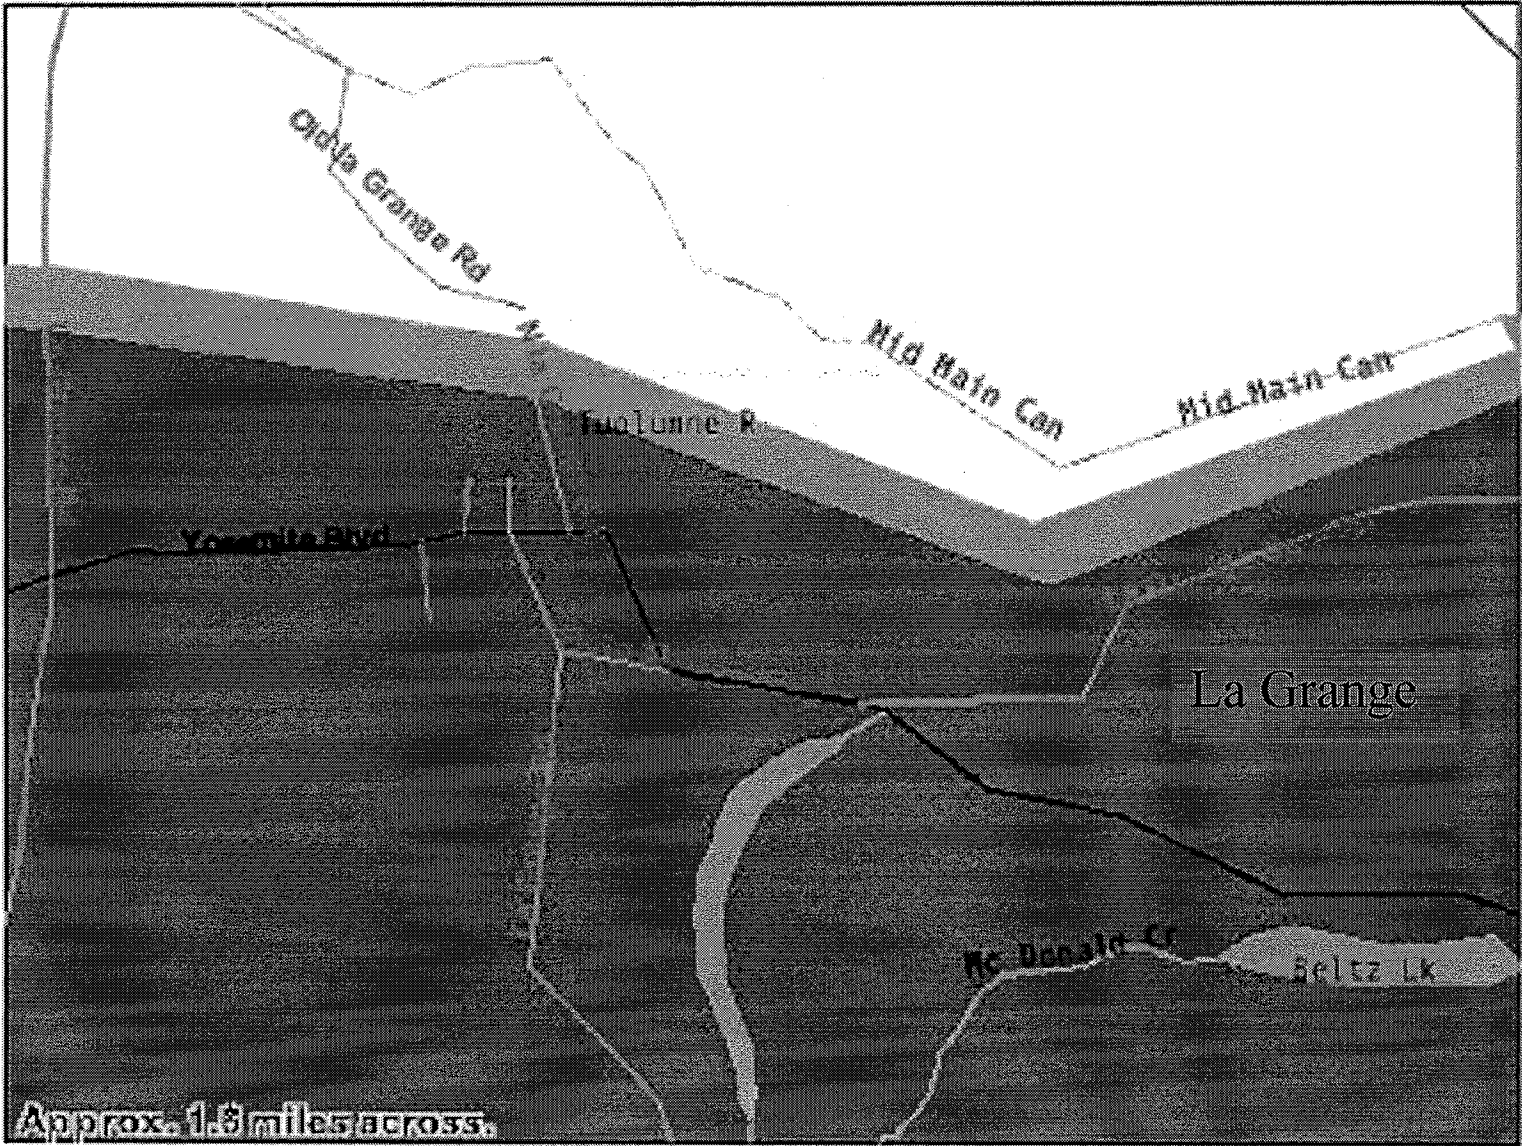 Old La Grange Rd
Mid Main Can
Mid Main Can
Tuolumne R
Yosemite Blvd
La Grange
Mc Donald Cr
Beltz Lk
Approx. 1.9 miles across.